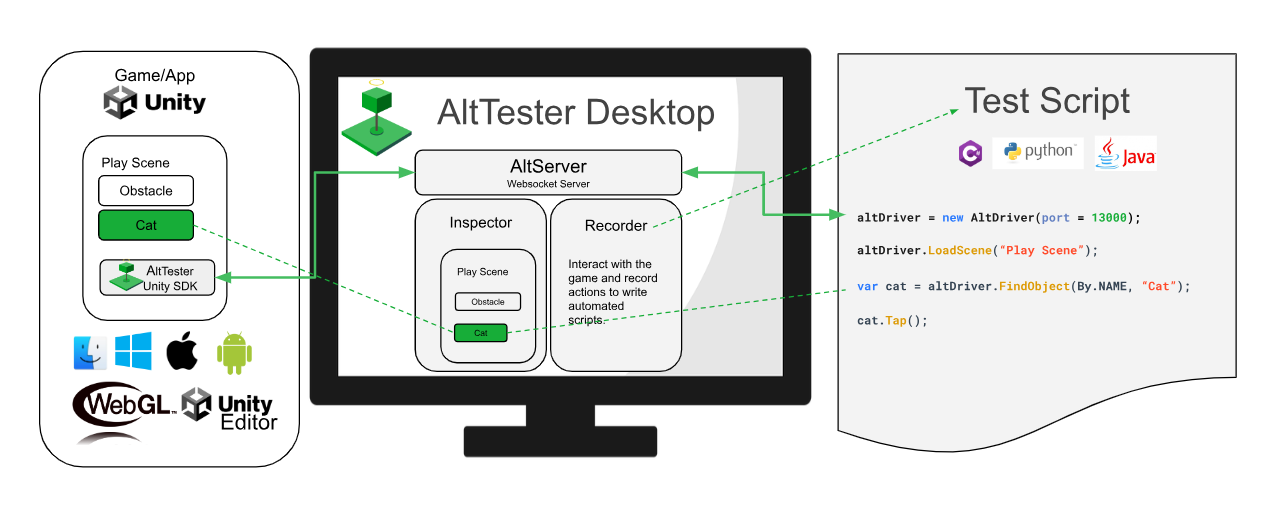 Game/App
Unity
Play Scene
Obstacle
Cat
AltTester
Unity SDK
WebGL™
Unity
Editor
AltTester Desktop
AltServer
Websocket Server
Inspector
Play Scene
Obstacle
Cat
Recorder
Interact with the
game and record
actions to write
automated
scripts.
Test Script
C#
python™
Java
altDriver = new AltDriver(port = 13000);
altDriver.LoadScene(“Play Scene”);
var cat = altDriver.FindObject(By.NAME, “Cat”);
cat.Tap();